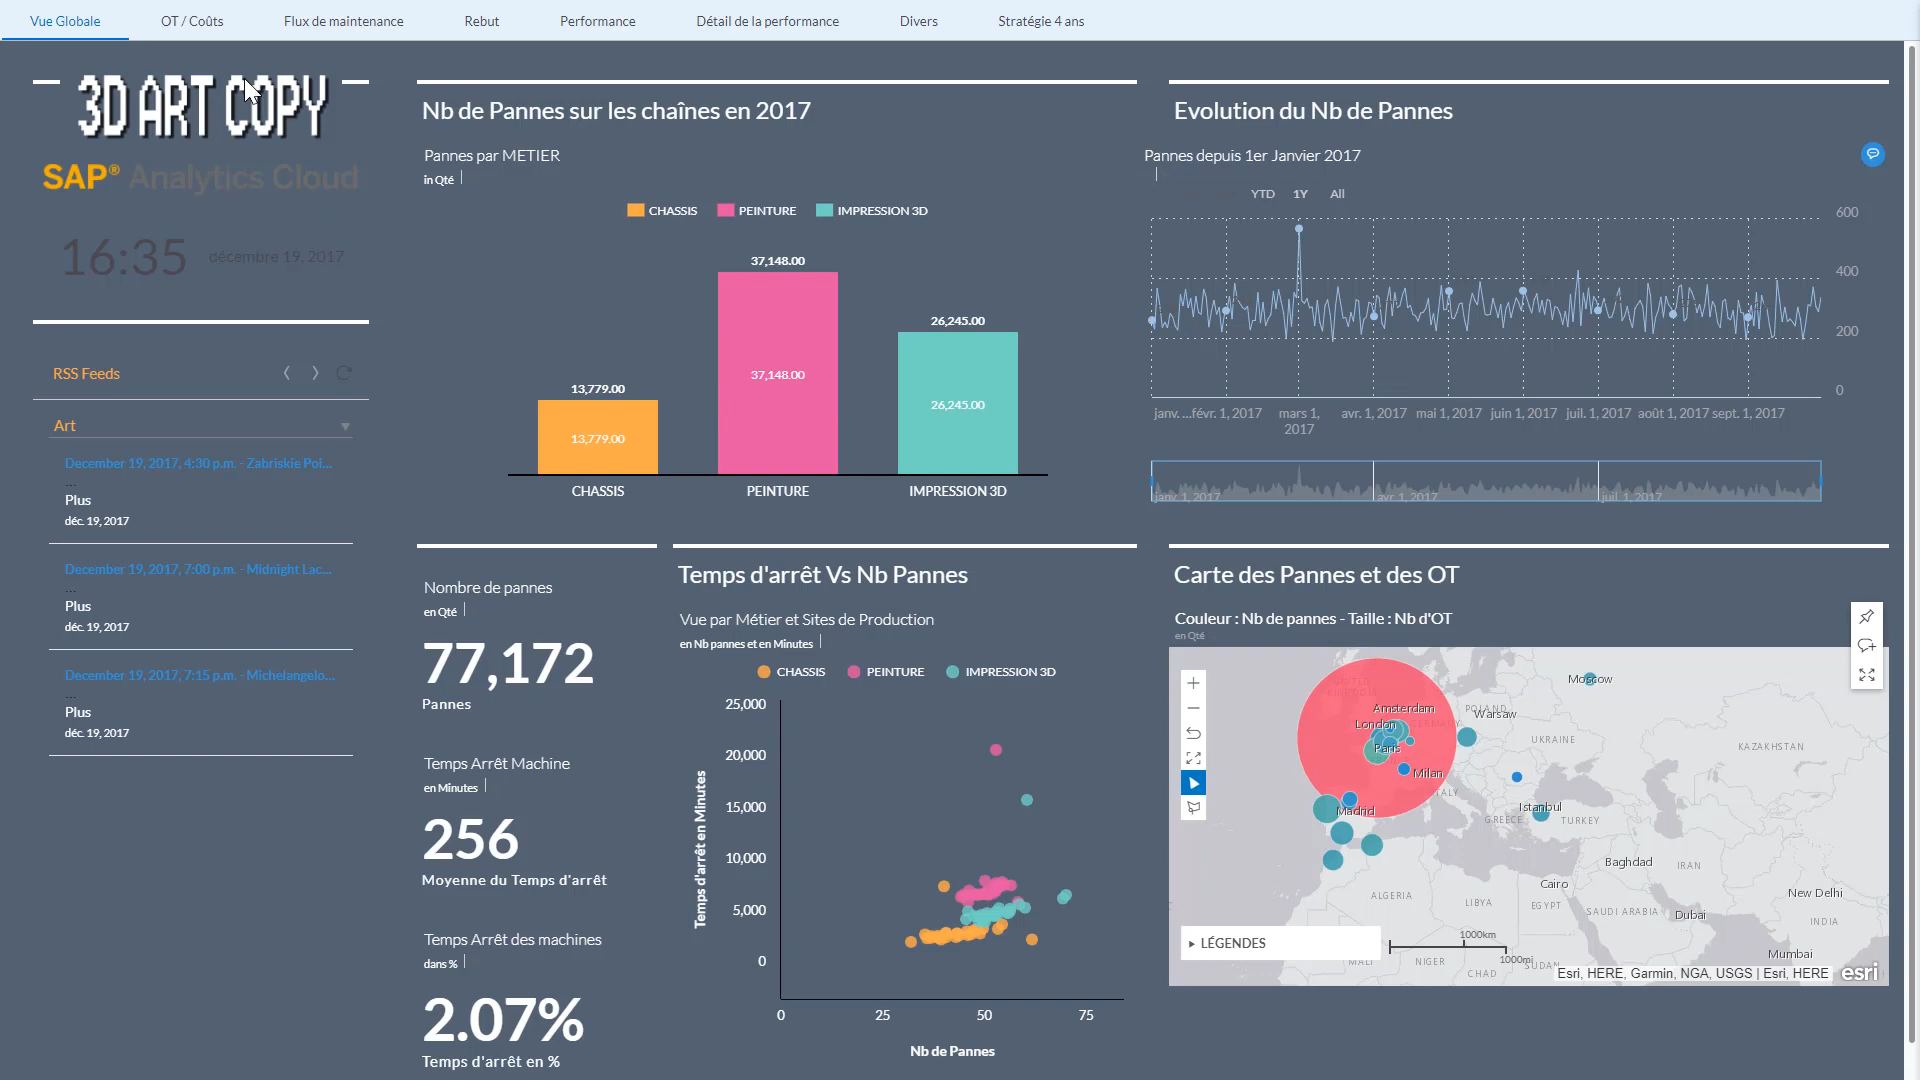 Vue Globale OT / Coûts Flux de maintenance Rebut Performance Détail de la performance Divers Stratégie 4 ans
3D ART COPY
SAP® Analytics Cloud
16:35 décembre 19, 2017
RSS Feeds
Art
December 19, 2017, 4:30 p.m. - Zabriskie Poi...
...
Plus
déc. 19, 2017
December 19, 2017, 7:00 p.m. - Midnight Lac...
...
Plus
déc. 19, 2017
December 19, 2017, 7:15 p.m. - Michelangelo...
...
Plus
déc. 19, 2017
Nb de Pannes sur les chaînes en 2017
Pannes par METIER
in Qté
CHASSIS PEINTURE IMPRESSION 3D
37,148.00
26,245.00
13,779.00
37,148.00
26,245.00
13,779.00
CHASSIS PEINTURE IMPRESSION 3D
Evolution du Nb de Pannes
Pannes depuis 1er Janvier 2017
YTD 1Y All
600
400
200
0
janv. ... févr. 1, 2017 mars 1, 2017 avr. 1, 2017 mai 1, 2017 juin 1, 2017 juil. 1, 2017 août 1, 2017 sept. 1, 2017
janv. 1, 2017 avr. 1, 2017 juil. 1, 2017
Nombre de pannes
en Qté
77,172
Pannes
Temps Arrêt Machine
en Minutes
256
Moyenne du Temps d'arrêt
Temps Arrêt des machines
dans %
2.07%
Temps d'arrêt en %
Temps d'arrêt Vs Nb Pannes
Vue par Métier et Sites de Production
en Nb pannes et en Minutes
CHASSIS PEINTURE IMPRESSION 3D
Temps d'arrêt en Minutes
25,000
20,000
15,000
10,000
5,000
0
0 25 50 75
Nb de Pannes
Carte des Pannes et des OT
Couleur : Nb de pannes - Taille : Nb d'OT
en Qté
Moscow
UNITED KINGDOM
Amsterdam
POLAND
Warsaw
London
GERMANY
UKRAINE
Paris
KAZAKHSTAN
Milan
ITALY
Madrid
Istanbul
GREECE
TURKEY
Baghdad
IRAN
Cairo
ALGERIA
LIBYA
EGYPT
New Delhi
SAUDI ARABIA
Dubai
INDIA
LÉGENDES
1000km
1000mi
Mumbai
MALI
NIGER
CHAD
SUDAN
Esri, HERE, Garmin, NGA, USGS | Esri, HERE esri